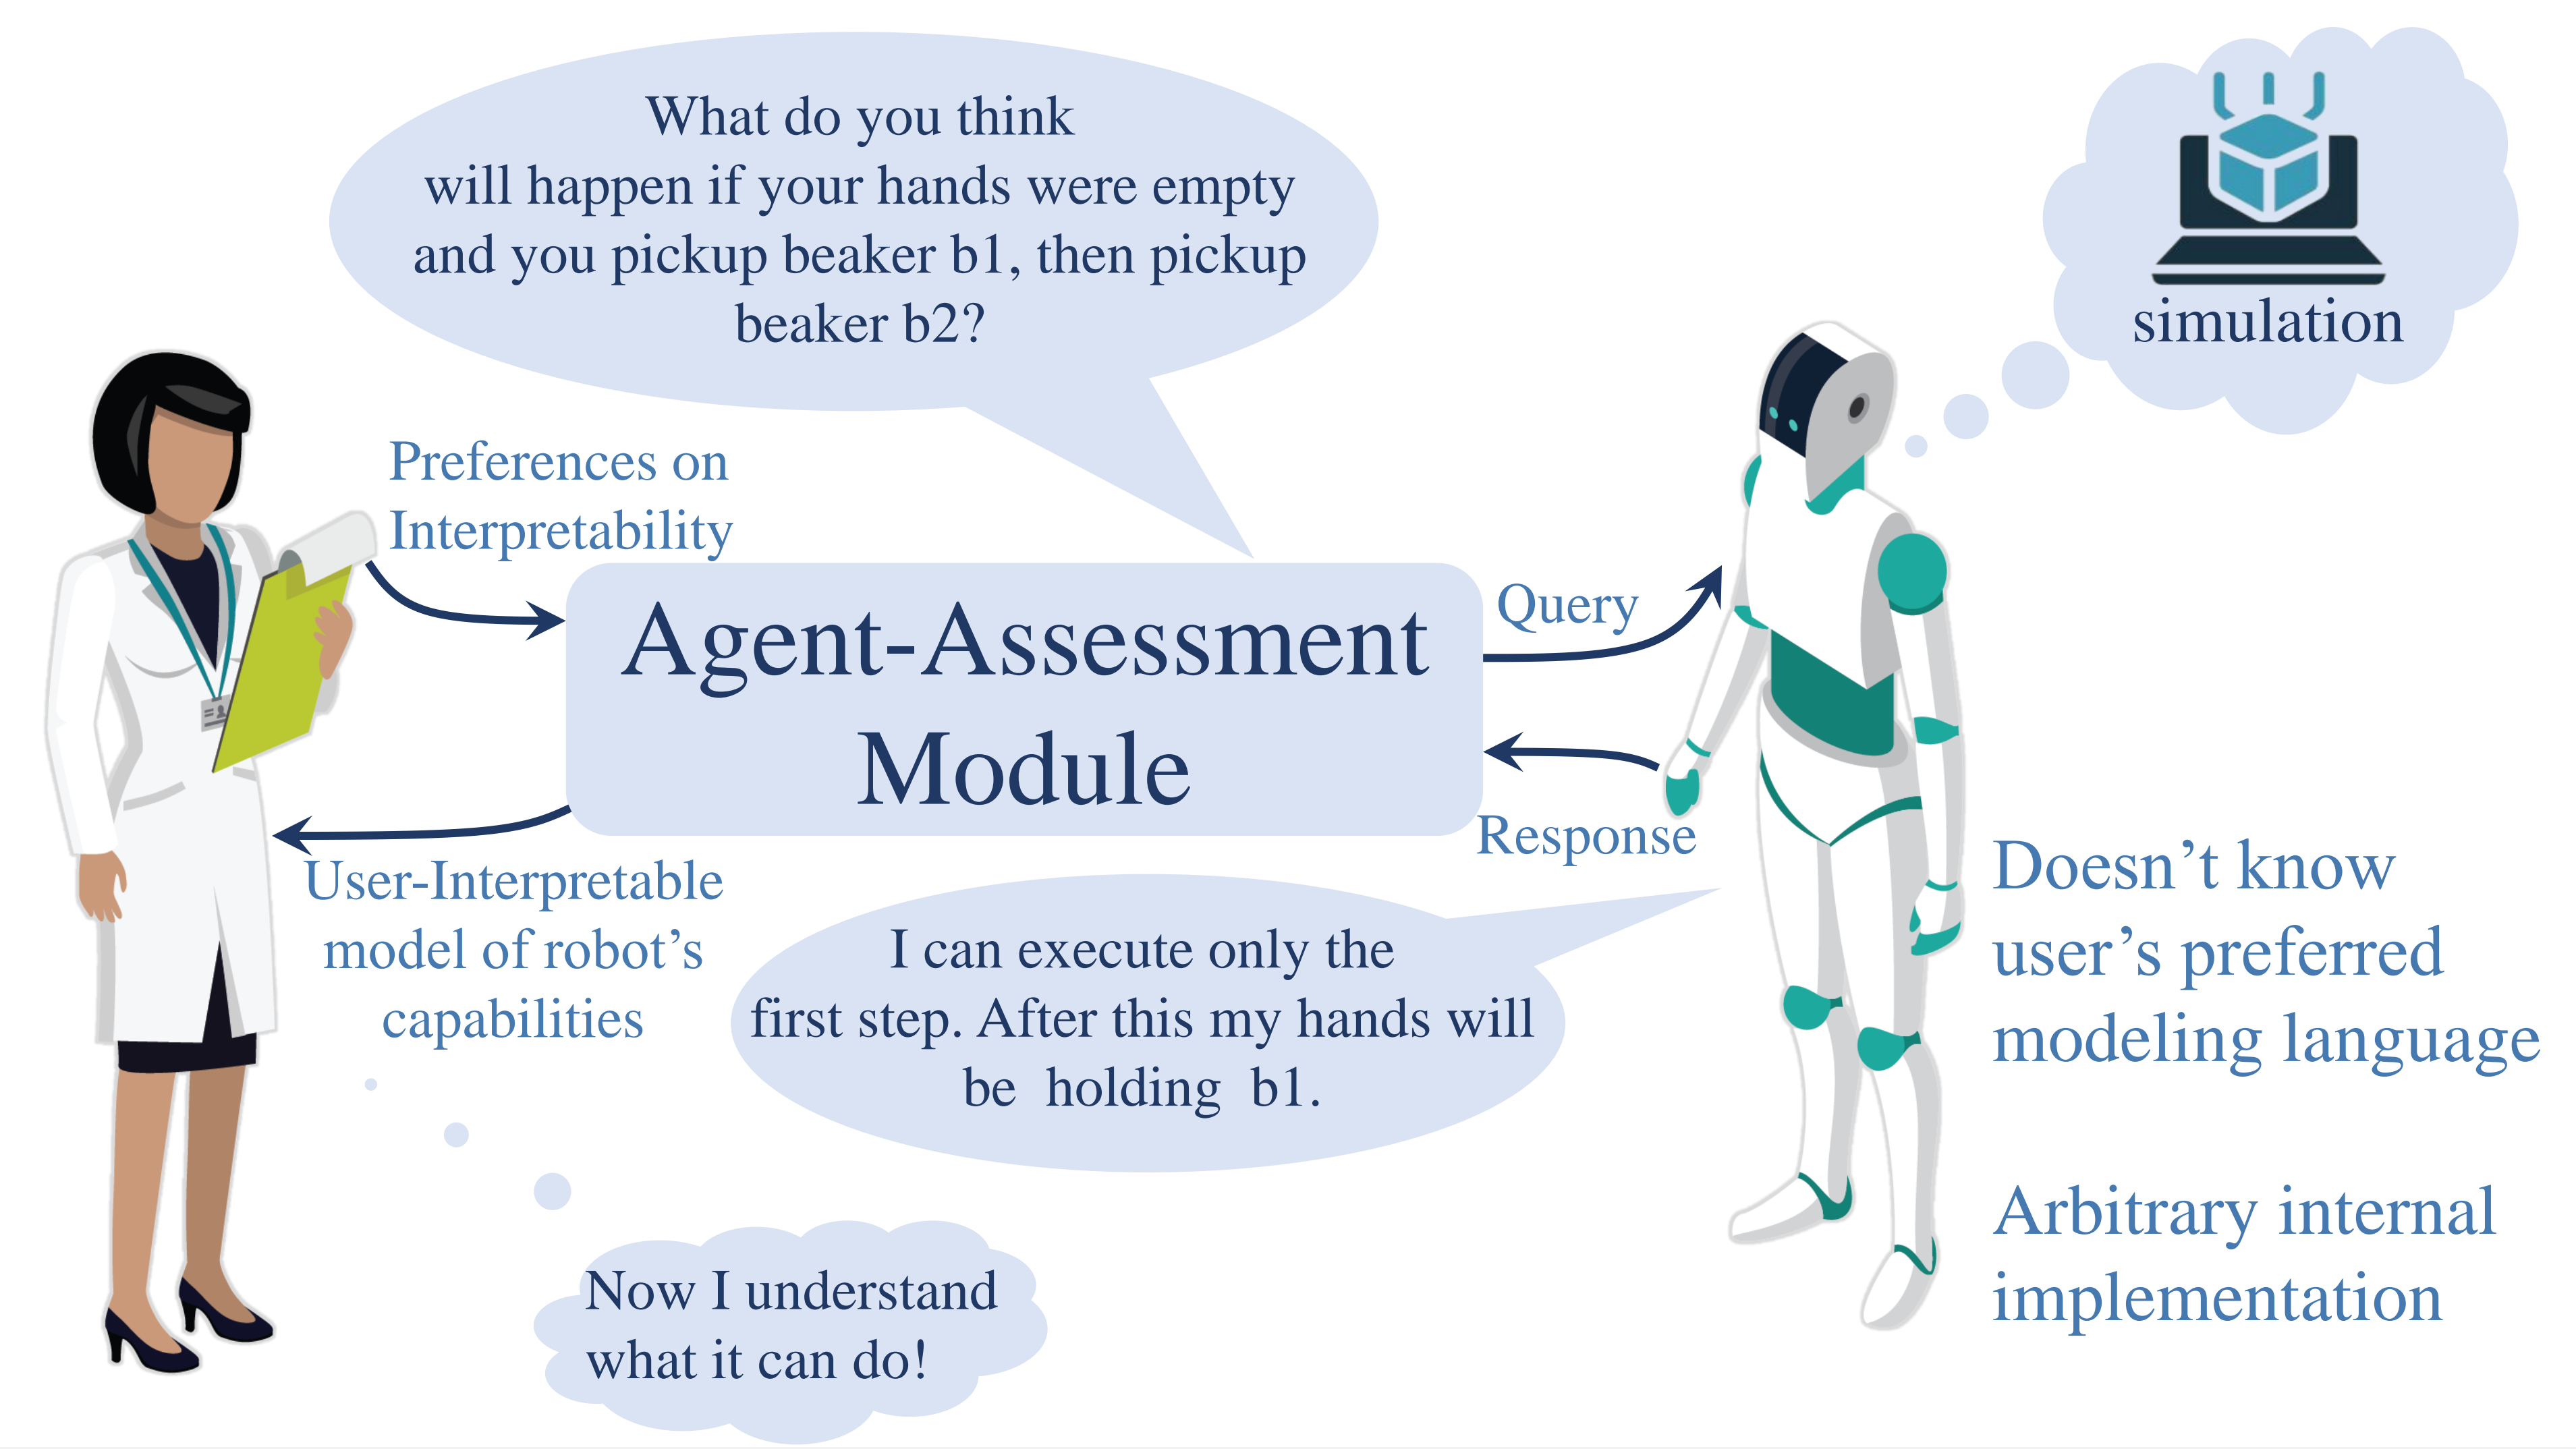 What do you think
will happen if your hands were empty
and you pickup beaker b1, then pickup
beaker b2?
simulation
Preferences on
Interpretability
Agent-Assessment
Module
Query
Response
User-Interpretable
model of robot’s
capabilities
I can execute only the
first step. After this my hands will
be holding b1.
Doesn’t know
user’s preferred
modeling language
Arbitrary internal
implementation
Now I understand
what it can do!